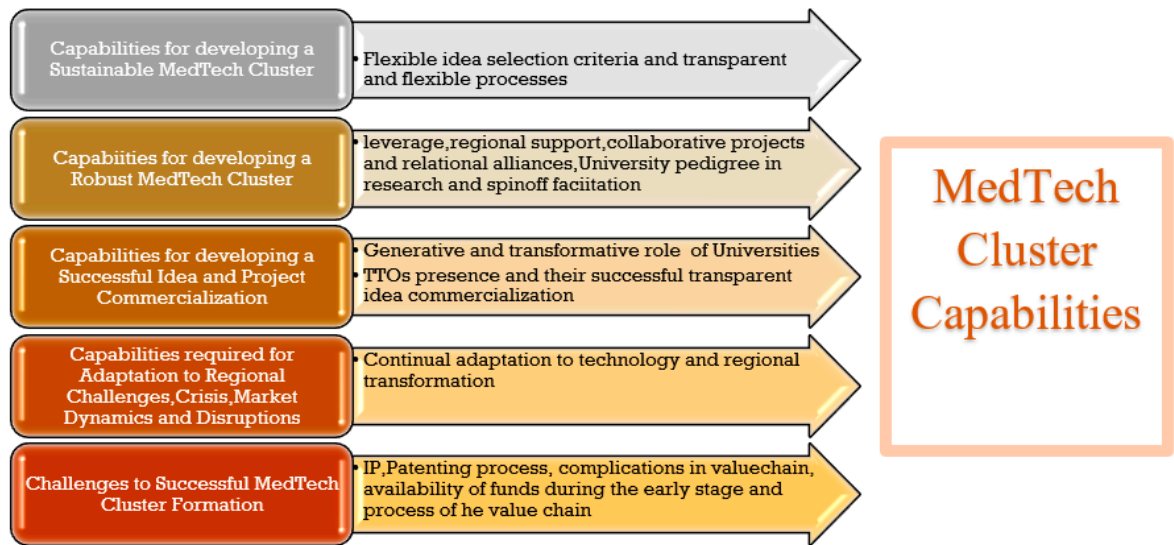 Capabilities for developing a
Sustainable MedTech Cluster
• Flexible idea selection criteria and transparent
and flexible processes
Capabiities for developing a
Robust MedTech Cluster
• leverage,regional support,collaborative projects
and relational alliances,University pedigree in
research and spinoff faciitation
Capabilities for developing a
Successful Idea and Project
Commercialization
• Generative and transformative role of Universities
• TTOs presence and their successful transparent
idea commercialization
Capabilities required for
Adaptation to Regional
Challenges,Crisis,Market
Dynamics and Disruptions
• Continual adaptation to technology and regional
transformation
Challenges to Successful MedTech
Cluster Formation
• IP,Patenting process, complications in valuechain,
availability of funds during the early stage and
process of he value chain
MedTech
Cluster
Capabilities